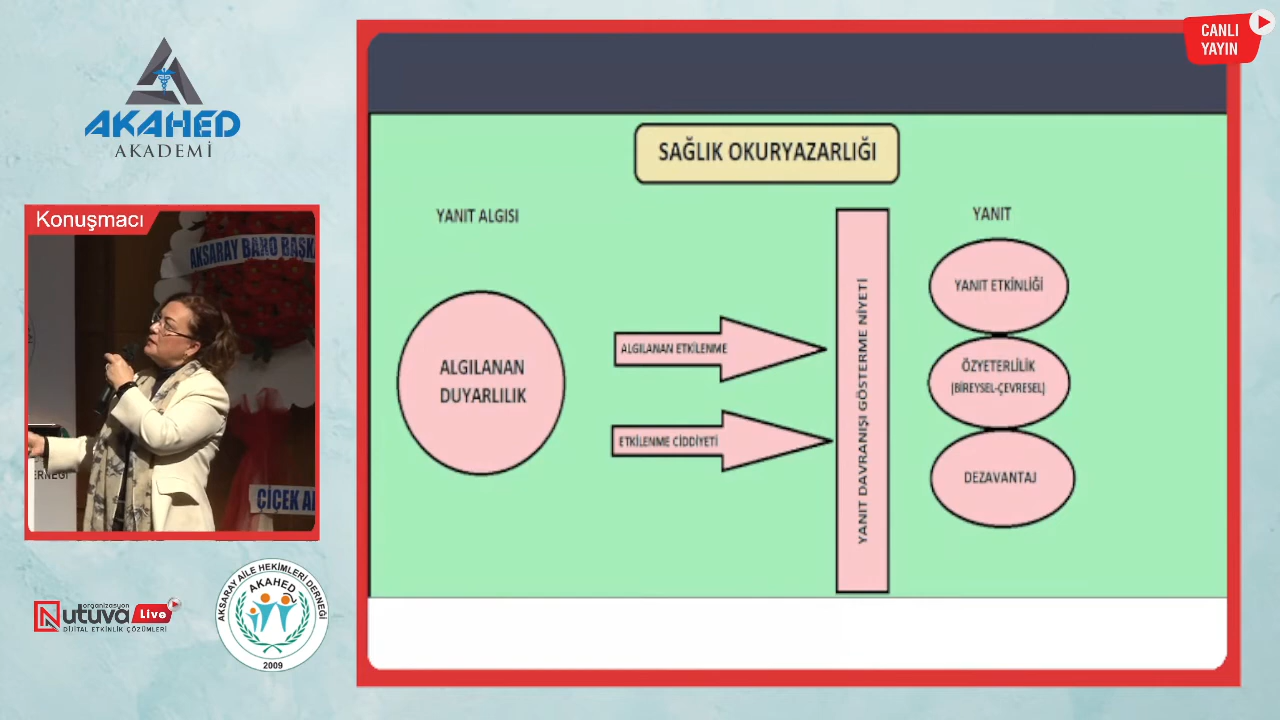 CANLI
YAYIN
AKAHED
AKADEMİ
Konuşmacı
AKSARAY BARO BAŞKA
ÇİÇEK
ERNEĞİ
organizasyon
Nutuva Live
DİJİTAL ETKİNLİK ÇÖZÜMLERİ
AKSARAY AİLE HEKİMLERİ DERNEĞİ
AKAHED
2009
SAĞLIK OKURYAZARLIĞI
YANIT ALGISI
ALGILANAN
DUYARLILIK
ALGILANAN ETKİLENME
ETKİLENME CİDDİYETİ
YANIT DAVRANIŞI GÖSTERME NİYETİ
YANIT
YANIT ETKİNLİĞİ
ÖZYETERLİLİK
(BİREYSEL-ÇEVRESEL)
DEZAVANTAJ